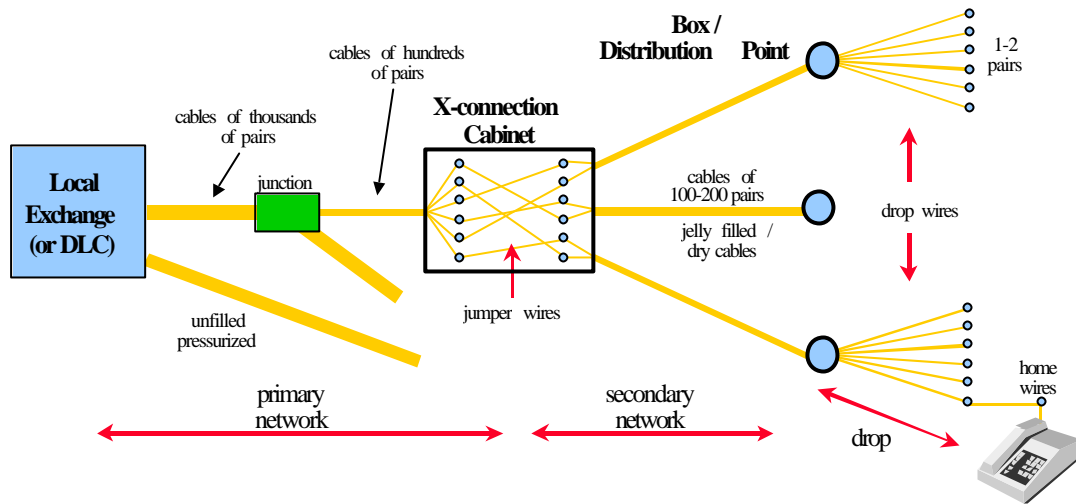 Box /
Distribution Point
1-2
pairs
cables of hundreds
of pairs
X-connection
Cabinet
cables of thousands
of pairs
junction
Local
Exchange
(or DLC)
cables of
100-200 pairs
drop wires
jelly filled /
dry cables
jumper wires
unfilled
pressurized
home
wires
primary
network
secondary
network
drop